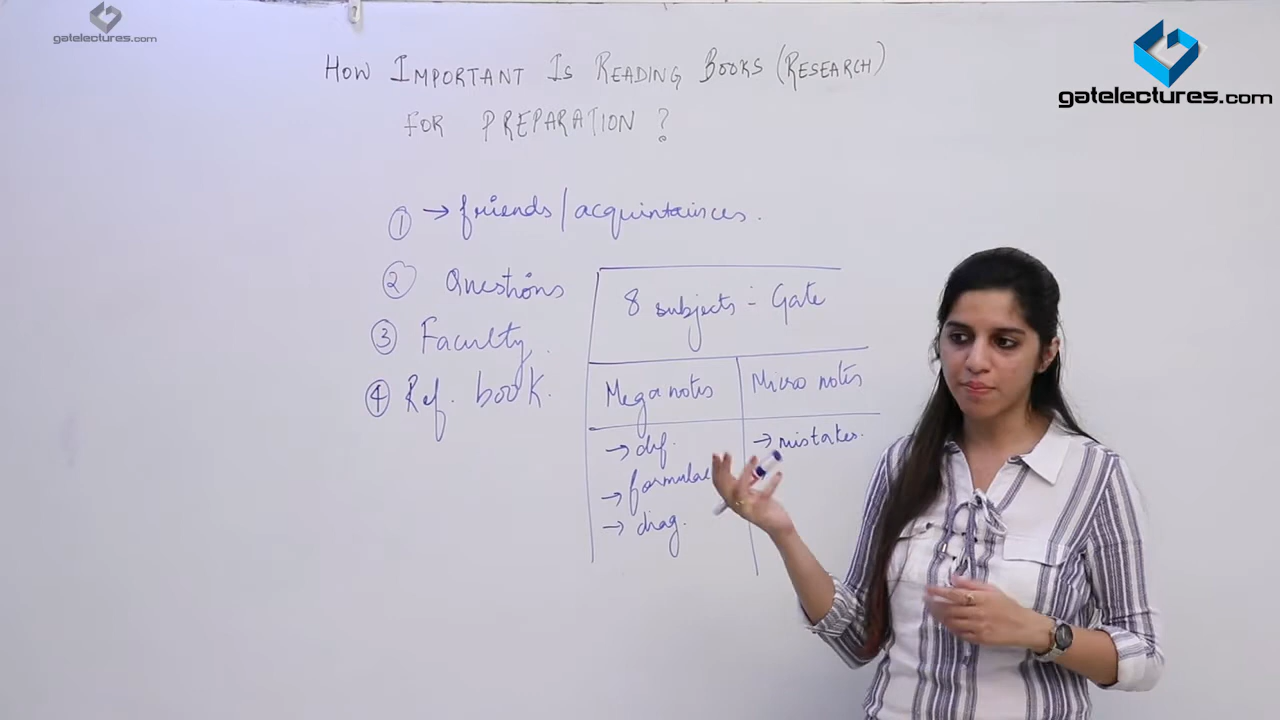 gatelectures.com
gatelectures.com
HOW IMPORTANT IS READING BOOKS (RESEARCH)
FOR PREPARATION ?
① → friends / acquintainces.
② Questions
③ Faculty.
④ Ref. book.
8 subjects - Gate
Mega notes
Micro notes
→ def.
→ formulae
→ diag.
→ mistakes.